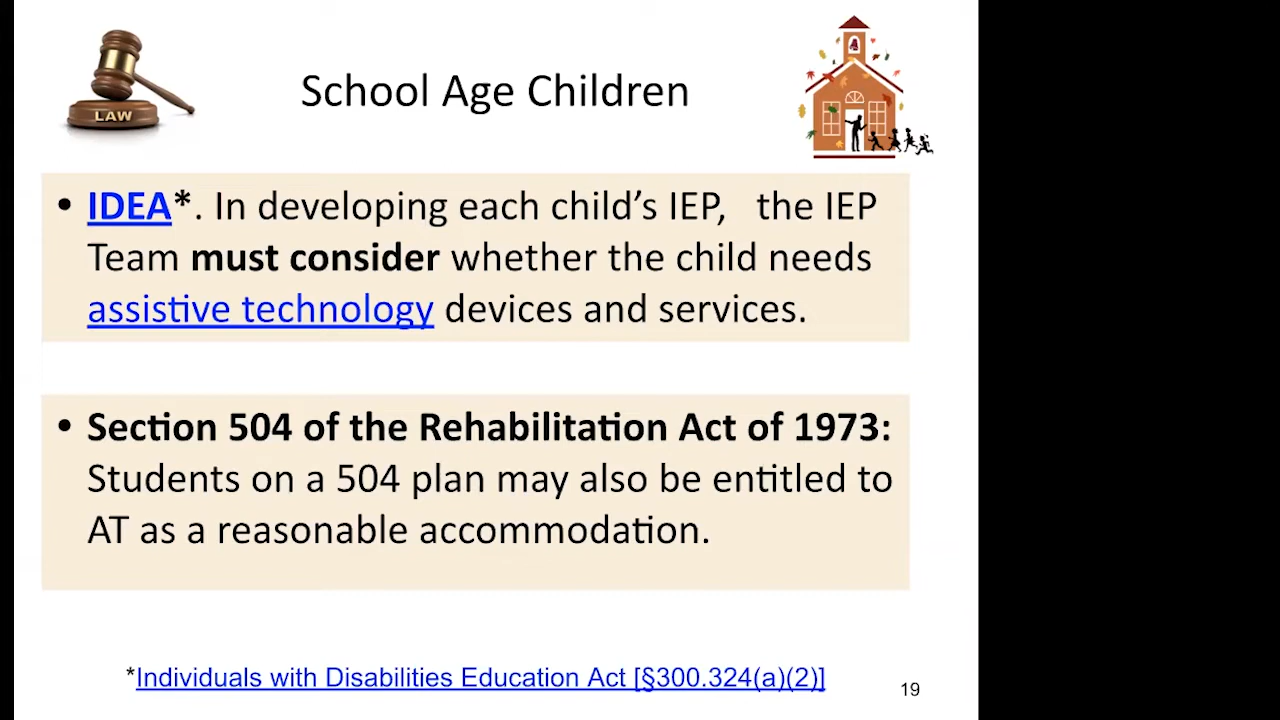 LAW
School Age Children
• IDEA*. In developing each child’s IEP, the IEP
Team must consider whether the child needs
assistive technology devices and services.
• Section 504 of the Rehabilitation Act of 1973:
Students on a 504 plan may also be entitled to
AT as a reasonable accommodation.
*Individuals with Disabilities Education Act [§300.324(a)(2)]
19